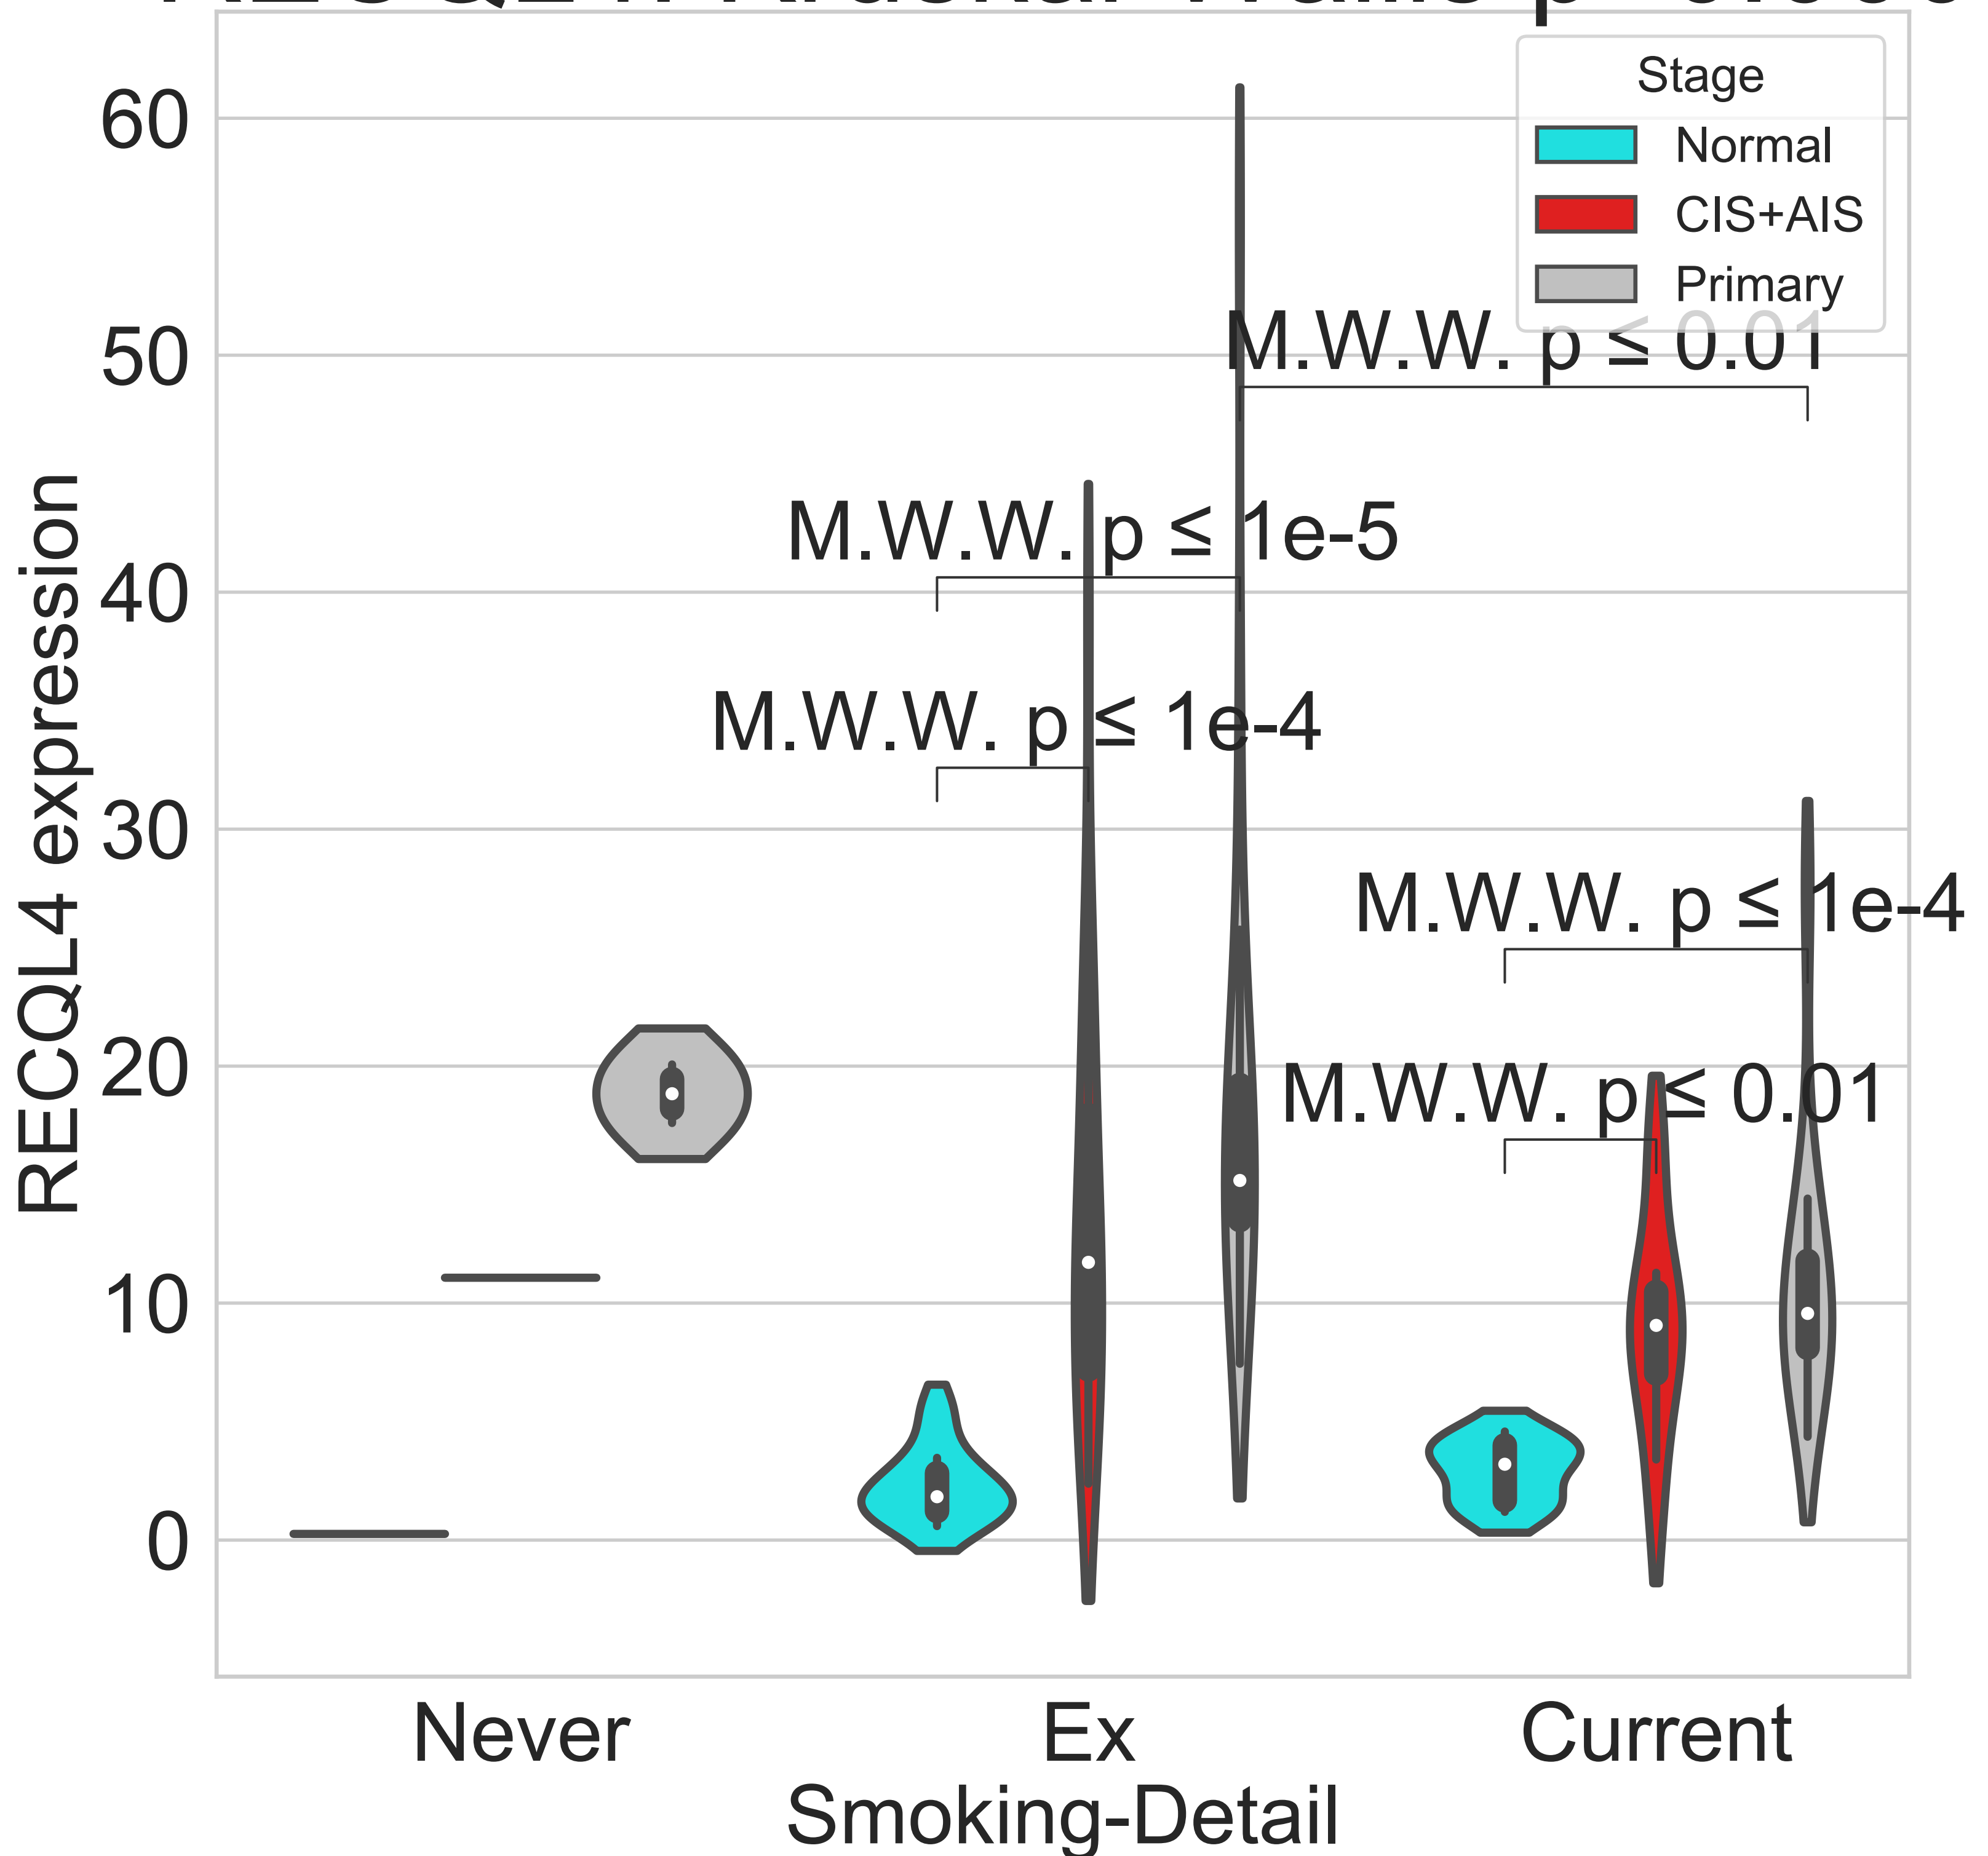 Stage
Normal
CIS+AIS
Primary
60
50
40
30
20
10
0
RECQL4 expression
M.W.W. p ≤ 0.01
M.W.W. p ≤ 1e-5
M.W.W. p ≤ 1e-4
M.W.W. p ≤ 1e-4
M.W.W. p ≤ 0.01
Never
Ex
Current
Smoking-Detail